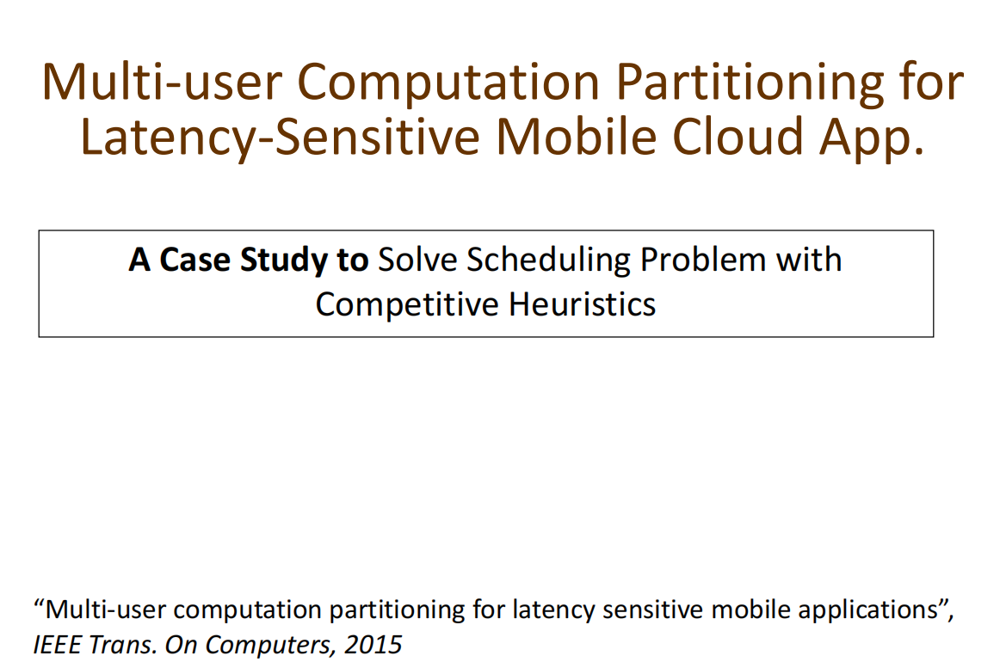 Multi-user Computation Partitioning for
Latency-Sensitive Mobile Cloud App.
A Case Study to Solve Scheduling Problem with
Competitive Heuristics
“Multi-user computation partitioning for latency sensitive mobile applications”,
IEEE Trans. On Computers, 2015